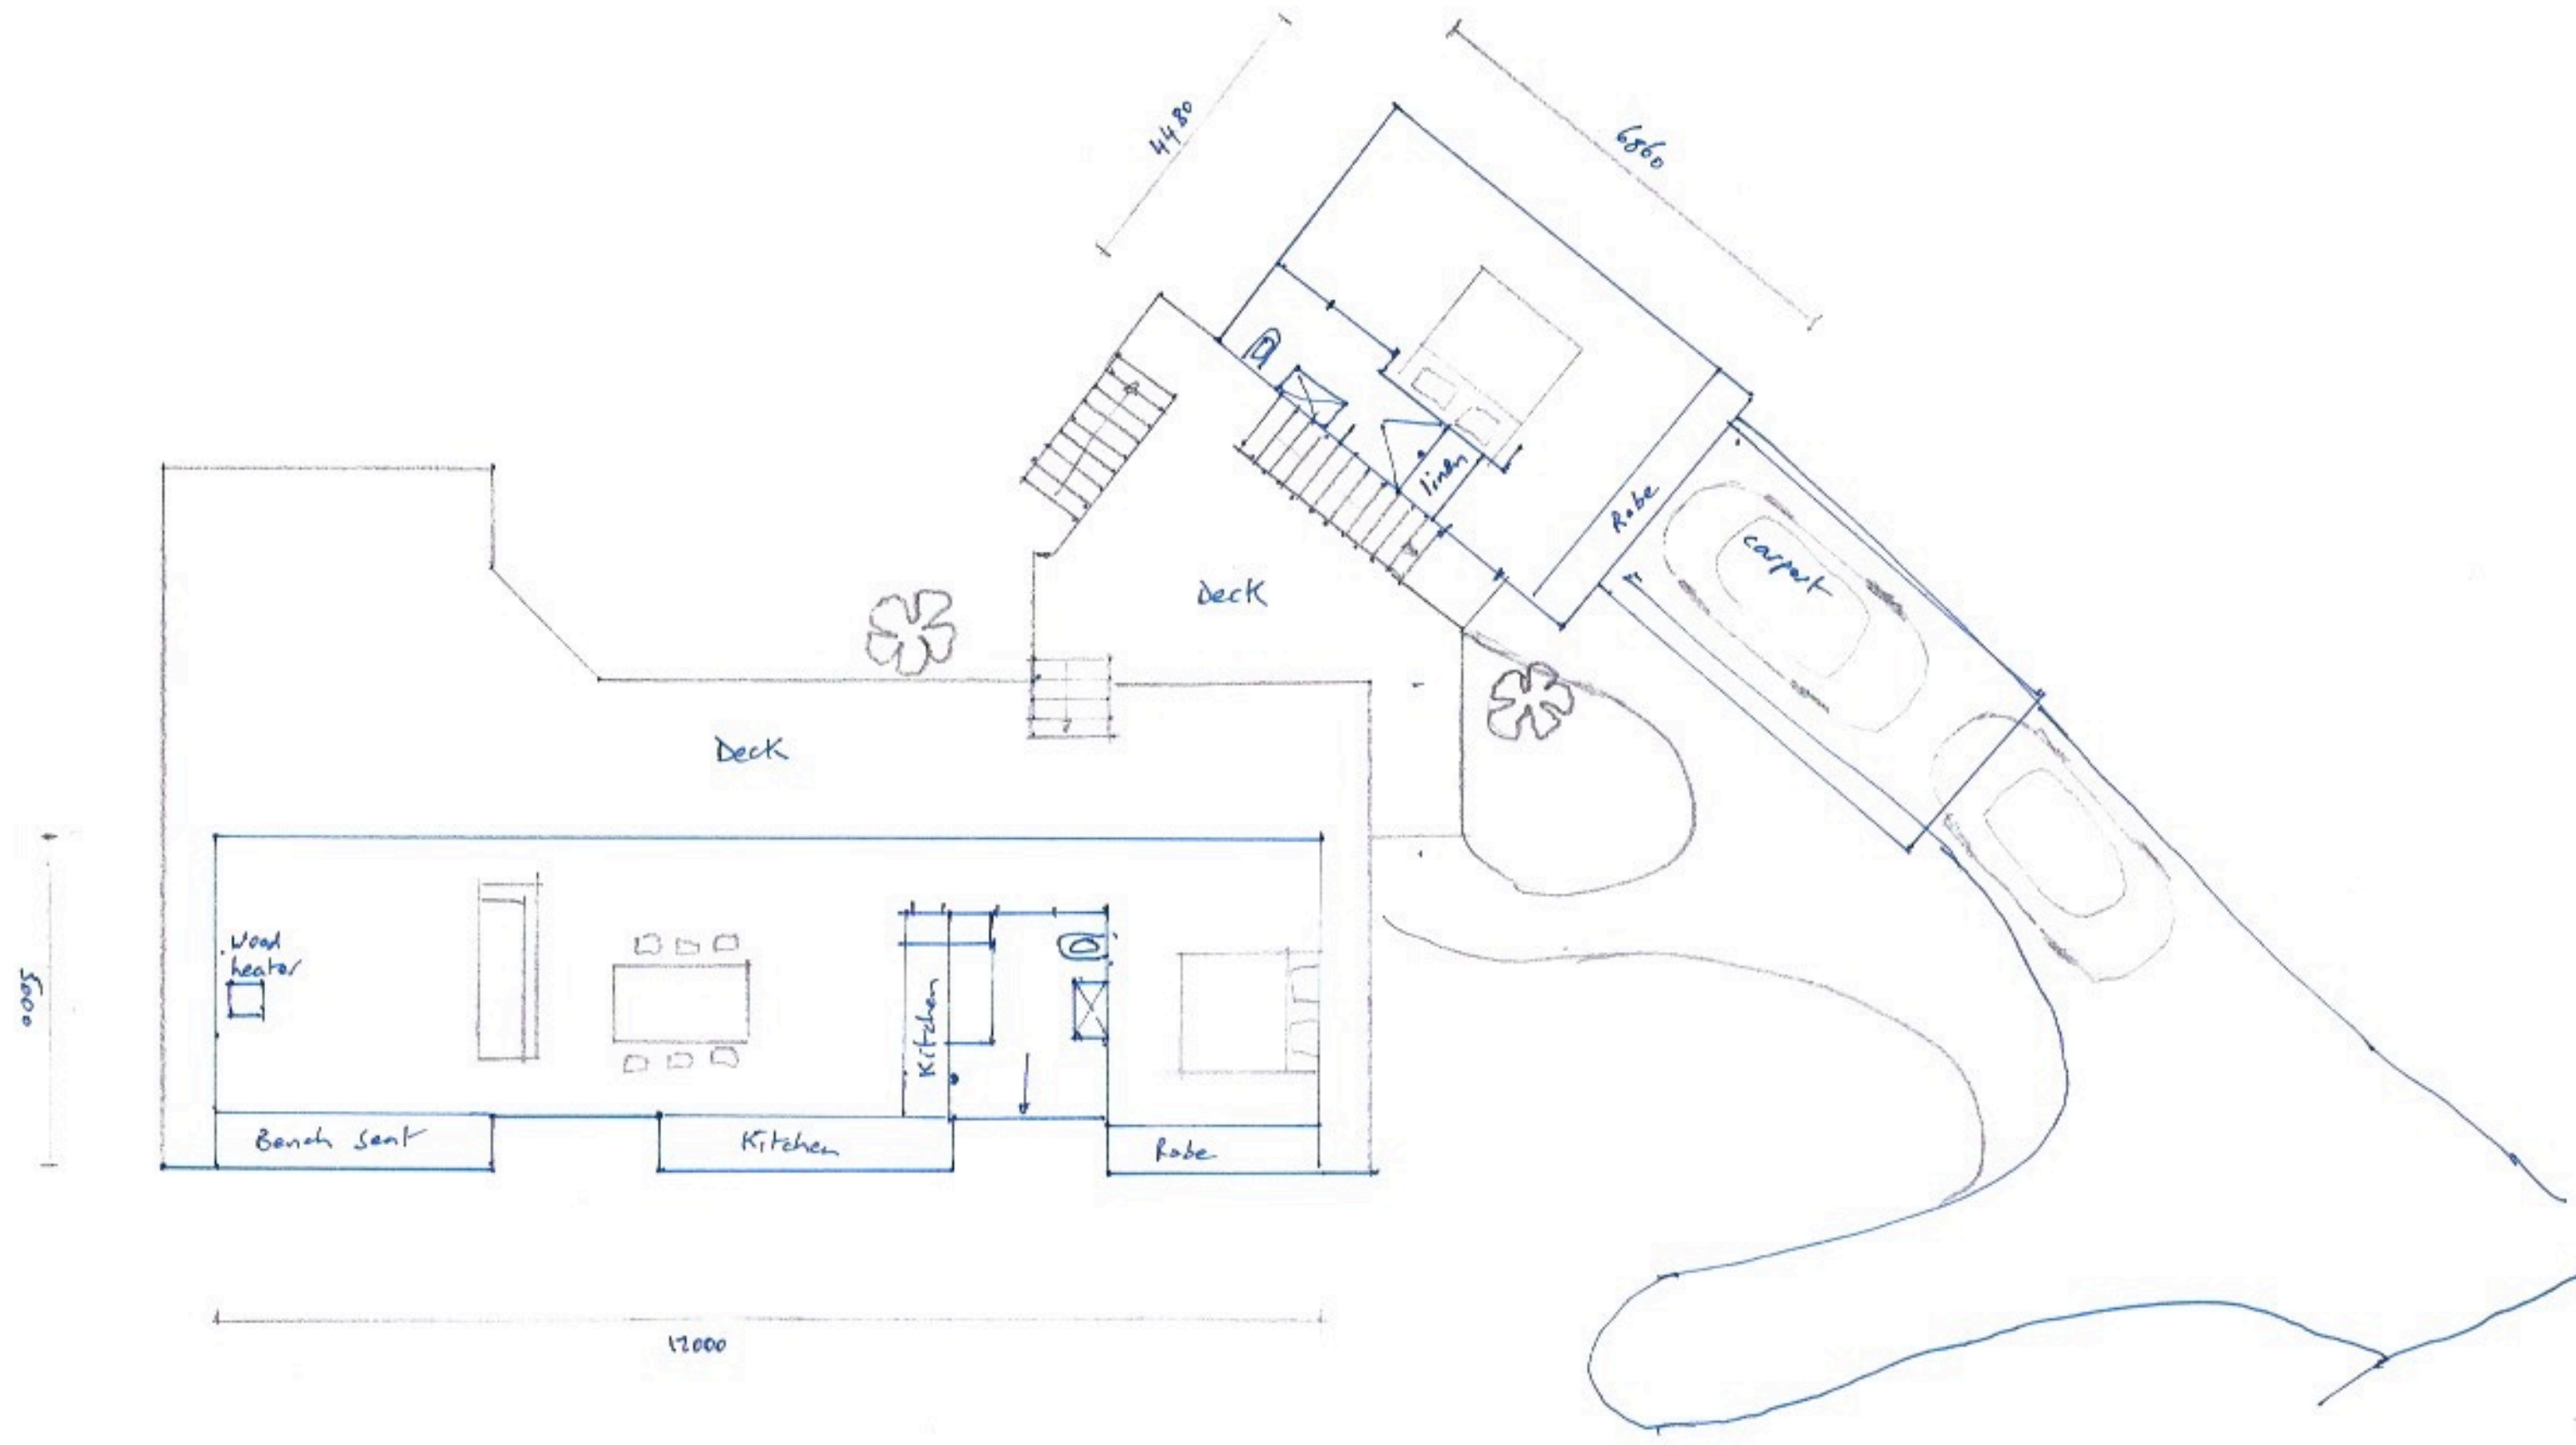 4480
6860
linen
Robe
carport
Deck
Deck
Wood
heater
Kitchen
5000
Bench seat
Kitchen
Robe
12000